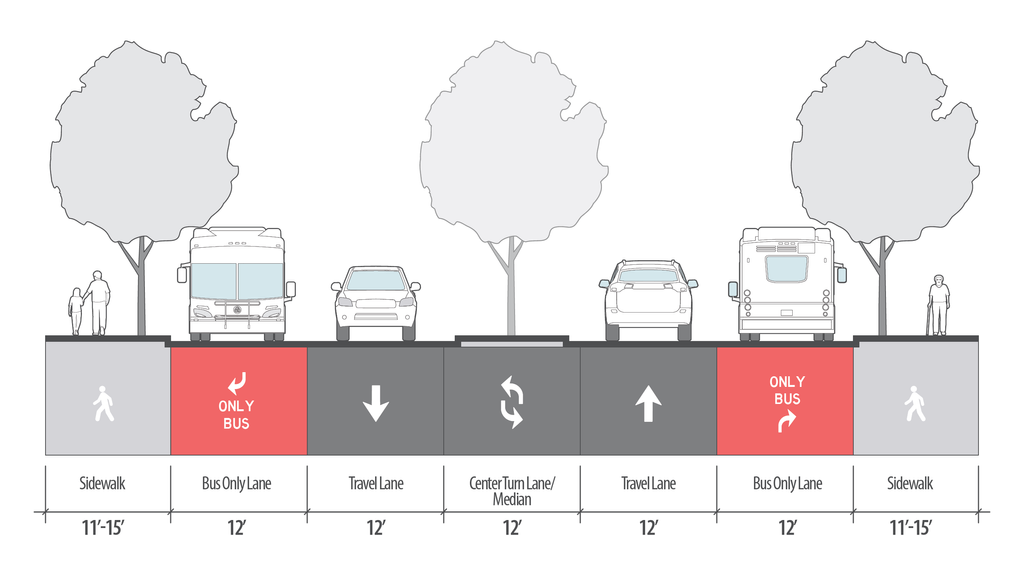 ONLY
BUS
ONLY
BUS
Sidewalk
Bus Only Lane
Travel Lane
Center Turn Lane/
Median
Travel Lane
Bus Only Lane
Sidewalk
11’-15’
12’
12’
12’
12’
12’
11’-15’